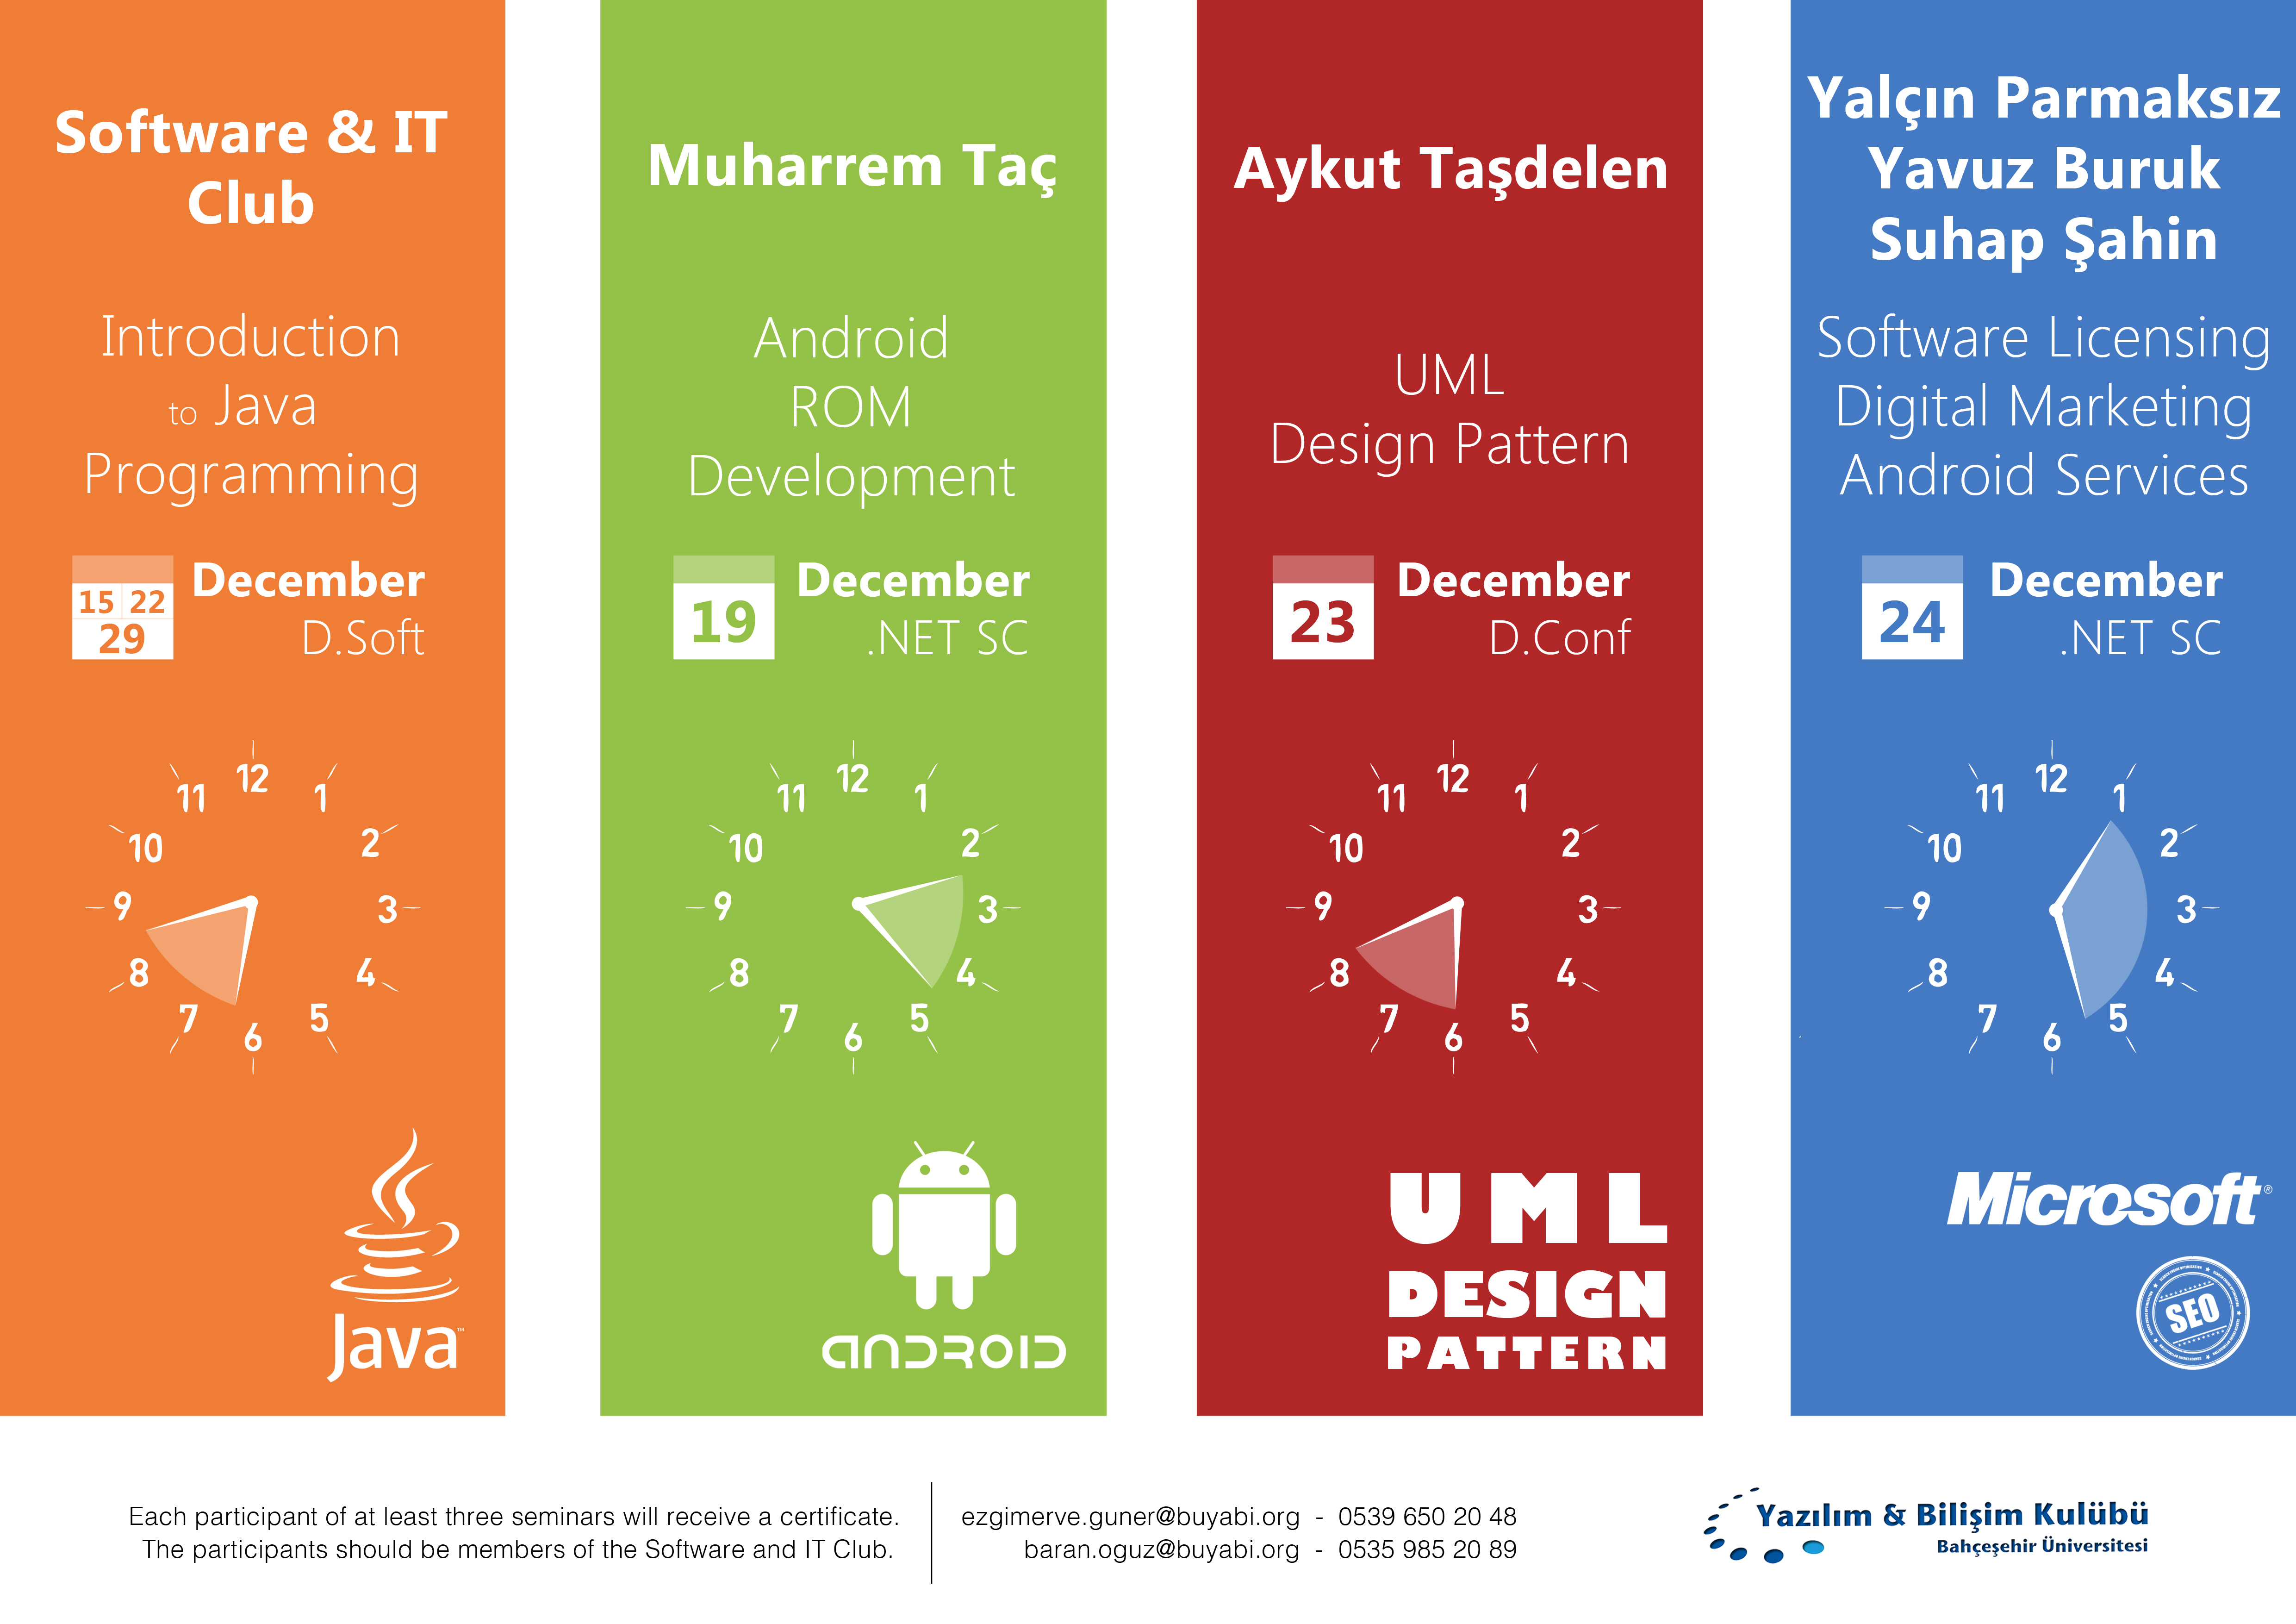 Software & IT
Club
Introduction
to Java
Programming
15 22
29
December
D.Soft
12
1
2
3
4
5
6
7
8
9
10
11
Java™
Muharrem Taç
Android
ROM
Development
19
December
.NET SC
12
1
2
3
4
5
6
7
8
9
10
11
ANDROID
Aykut Taşdelen
UML
Design Pattern
23
December
D.Conf
12
1
2
3
4
5
6
7
8
9
10
11
UML
DESIGN
PATTERN
Yalçın Parmaksız
Yavuz Buruk
Suhap Şahin
Software Licensing
Digital Marketing
Android Services
24
December
.NET SC
12
1
2
3
4
5
6
7
8
9
10
11
Microsoft®
SEO
Each participant of at least three seminars will receive a certificate.
The participants should be members of the Software and IT Club.
ezgimerve.guner@buyabi.org - 0539 650 20 48
baran.oguz@buyabi.org - 0535 985 20 89
Yazılım & Bilişim Kulübü
Bahçeşehir Üniversitesi